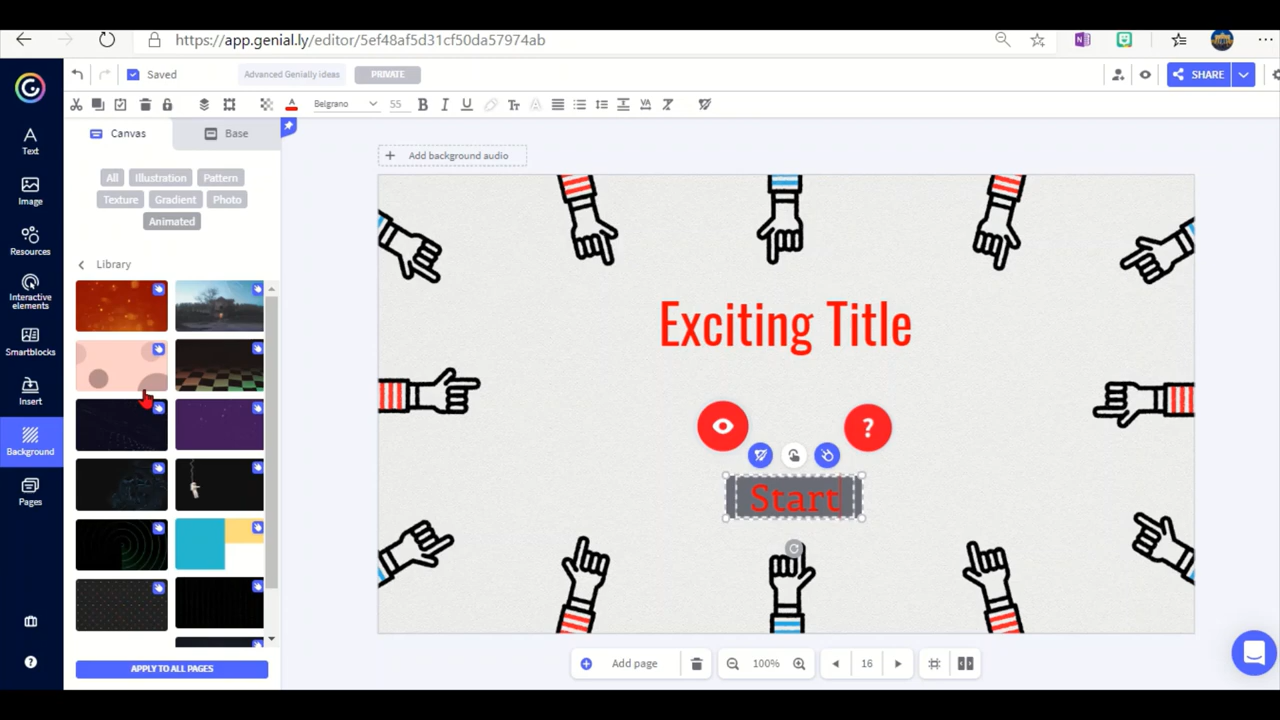 https://app.genial.ly/editor/5ef48af5d31cf50da57974ab
Saved
Advanced Genially ideas
PRIVATE
SHARE
Belgrano
55
Canvas
Base
Text
Add background audio
All
Illustration
Pattern
Texture
Gradient
Photo
Image
Animated
Resources
Library
Interactive
elements
Exciting Title
Smartblocks
Insert
?
Background
Start
Pages
APPLY TO ALL PAGES
Add page
100%
16